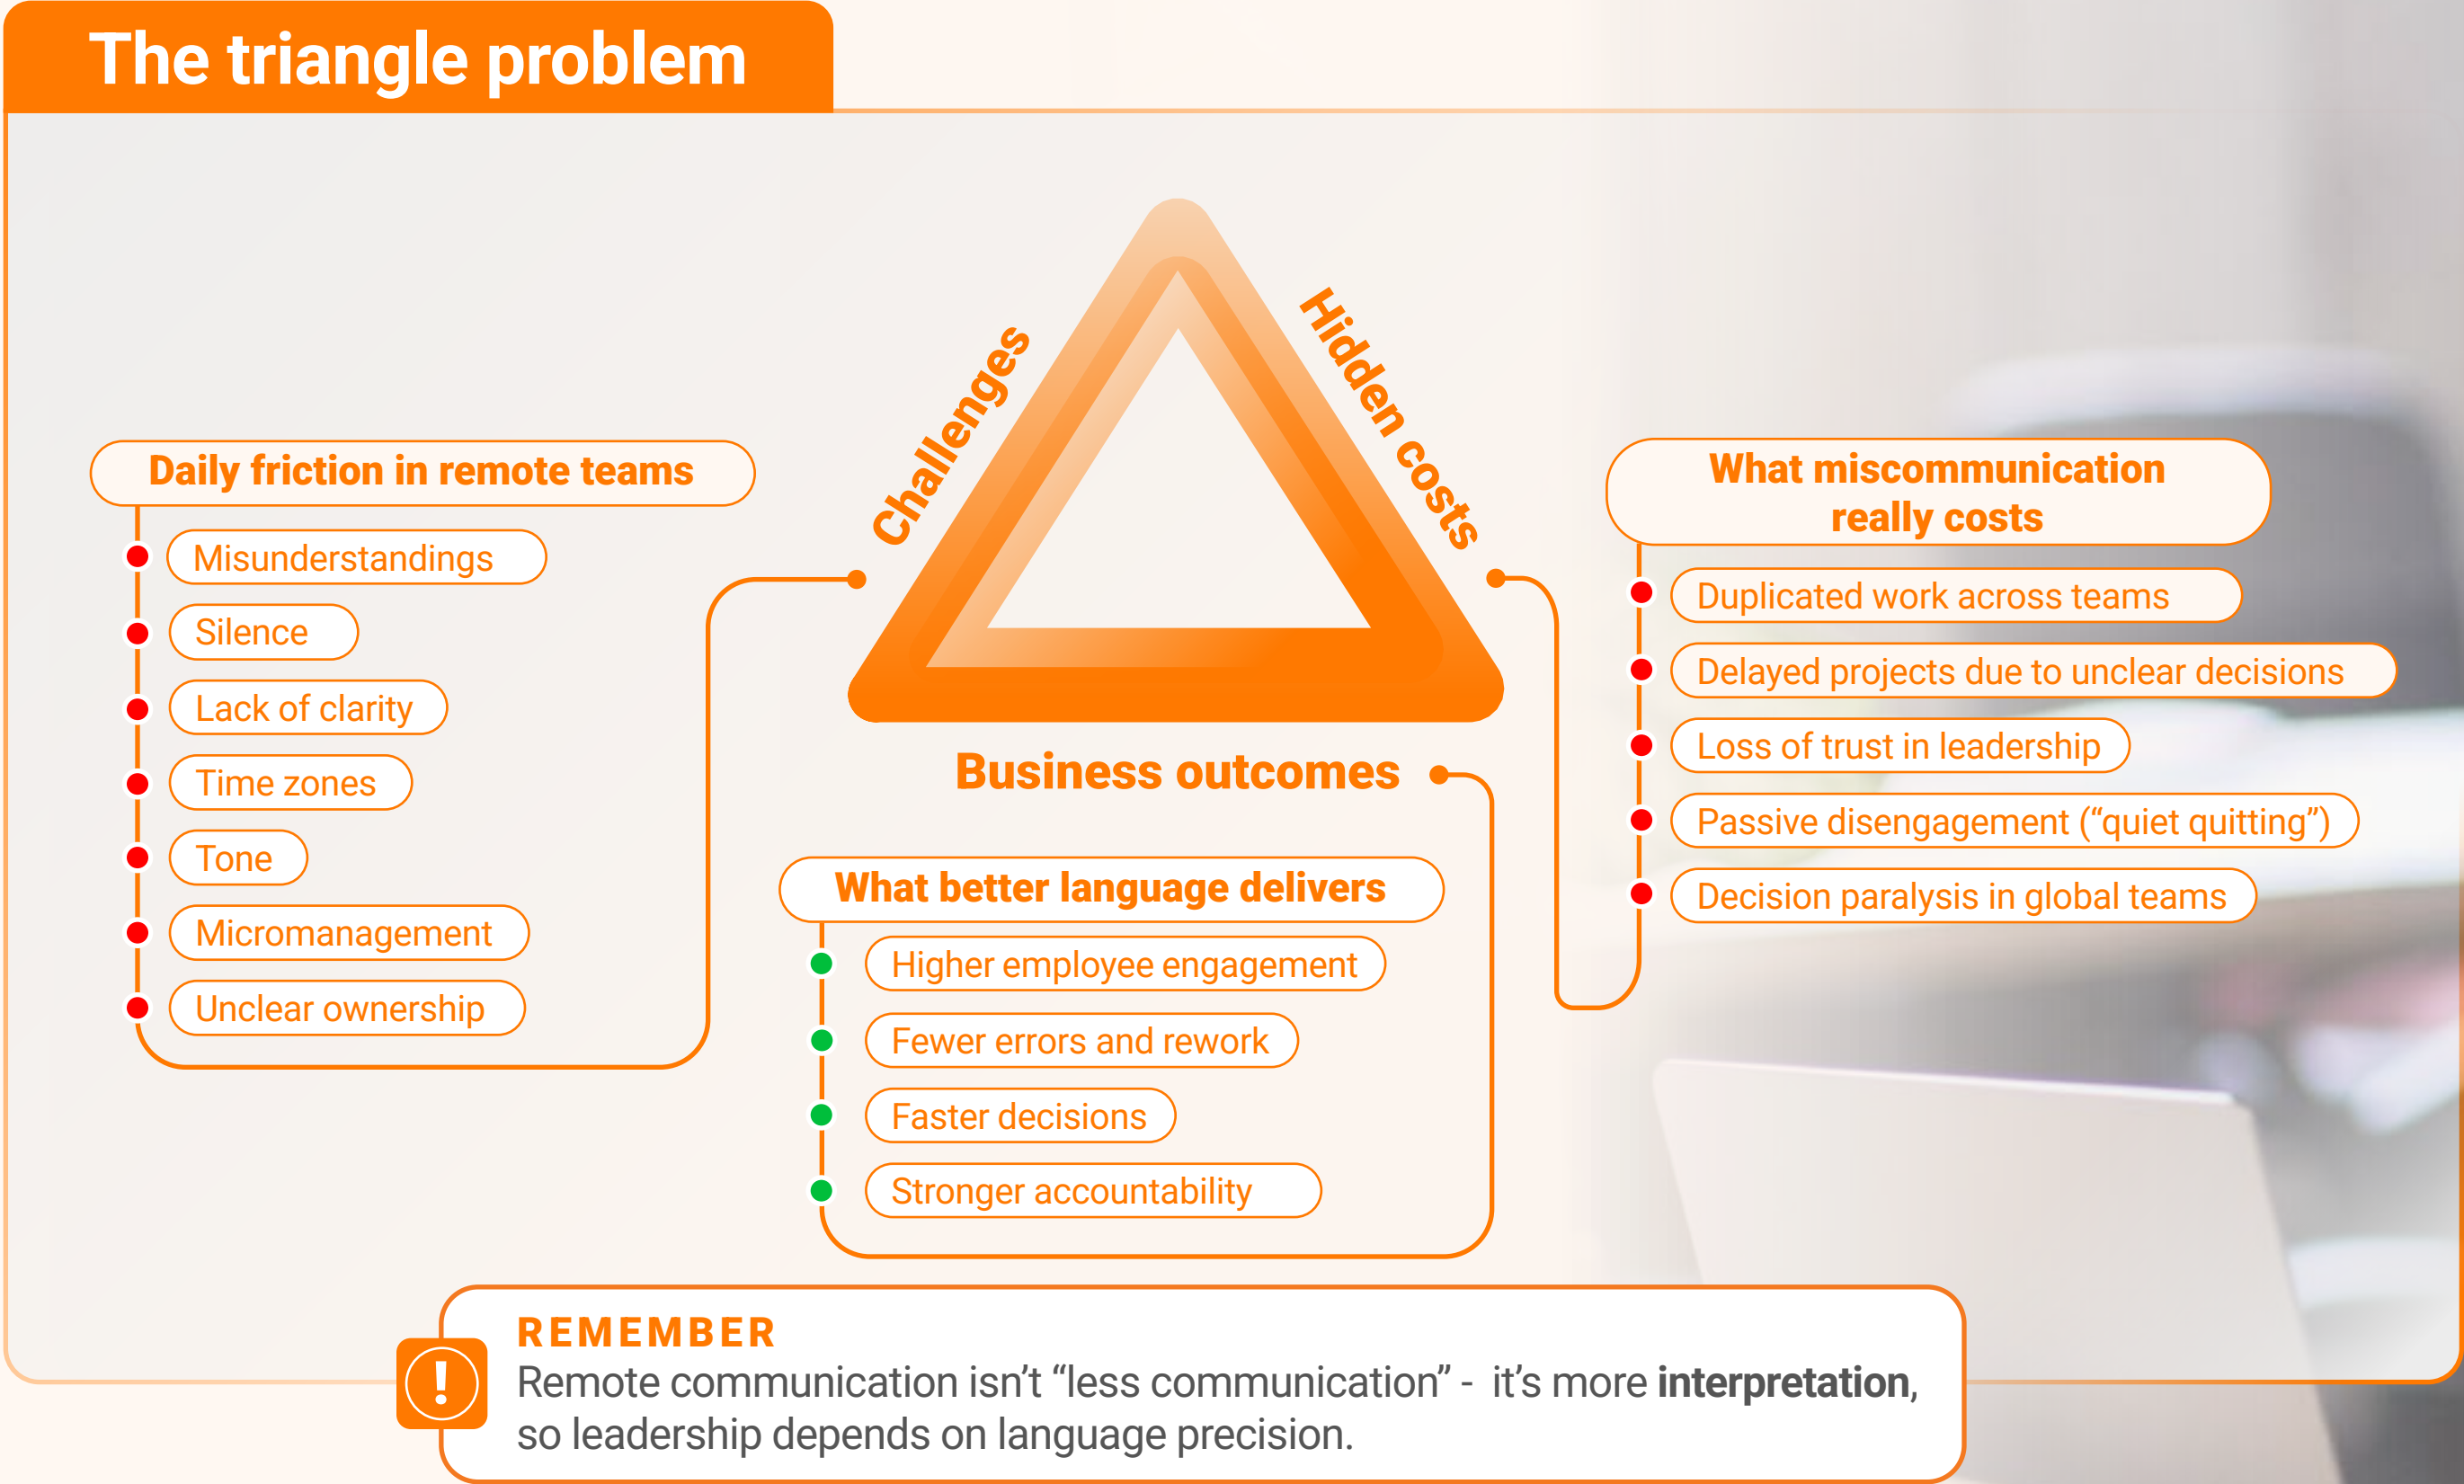 The triangle problem
Challenges
Hidden costs
Business outcomes
Daily friction in remote teams
Misunderstandings
Silence
Lack of clarity
Time zones
Tone
Micromanagement
Unclear ownership
What better language delivers
Higher employee engagement
Fewer errors and rework
Faster decisions
Stronger accountability
What miscommunication
really costs
Duplicated work across teams
Delayed projects due to unclear decisions
Loss of trust in leadership
Passive disengagement (“quiet quitting”)
Decision paralysis in global teams
!
REMEMBER
Remote communication isn’t “less communication” - it’s more interpretation,
so leadership depends on language precision.